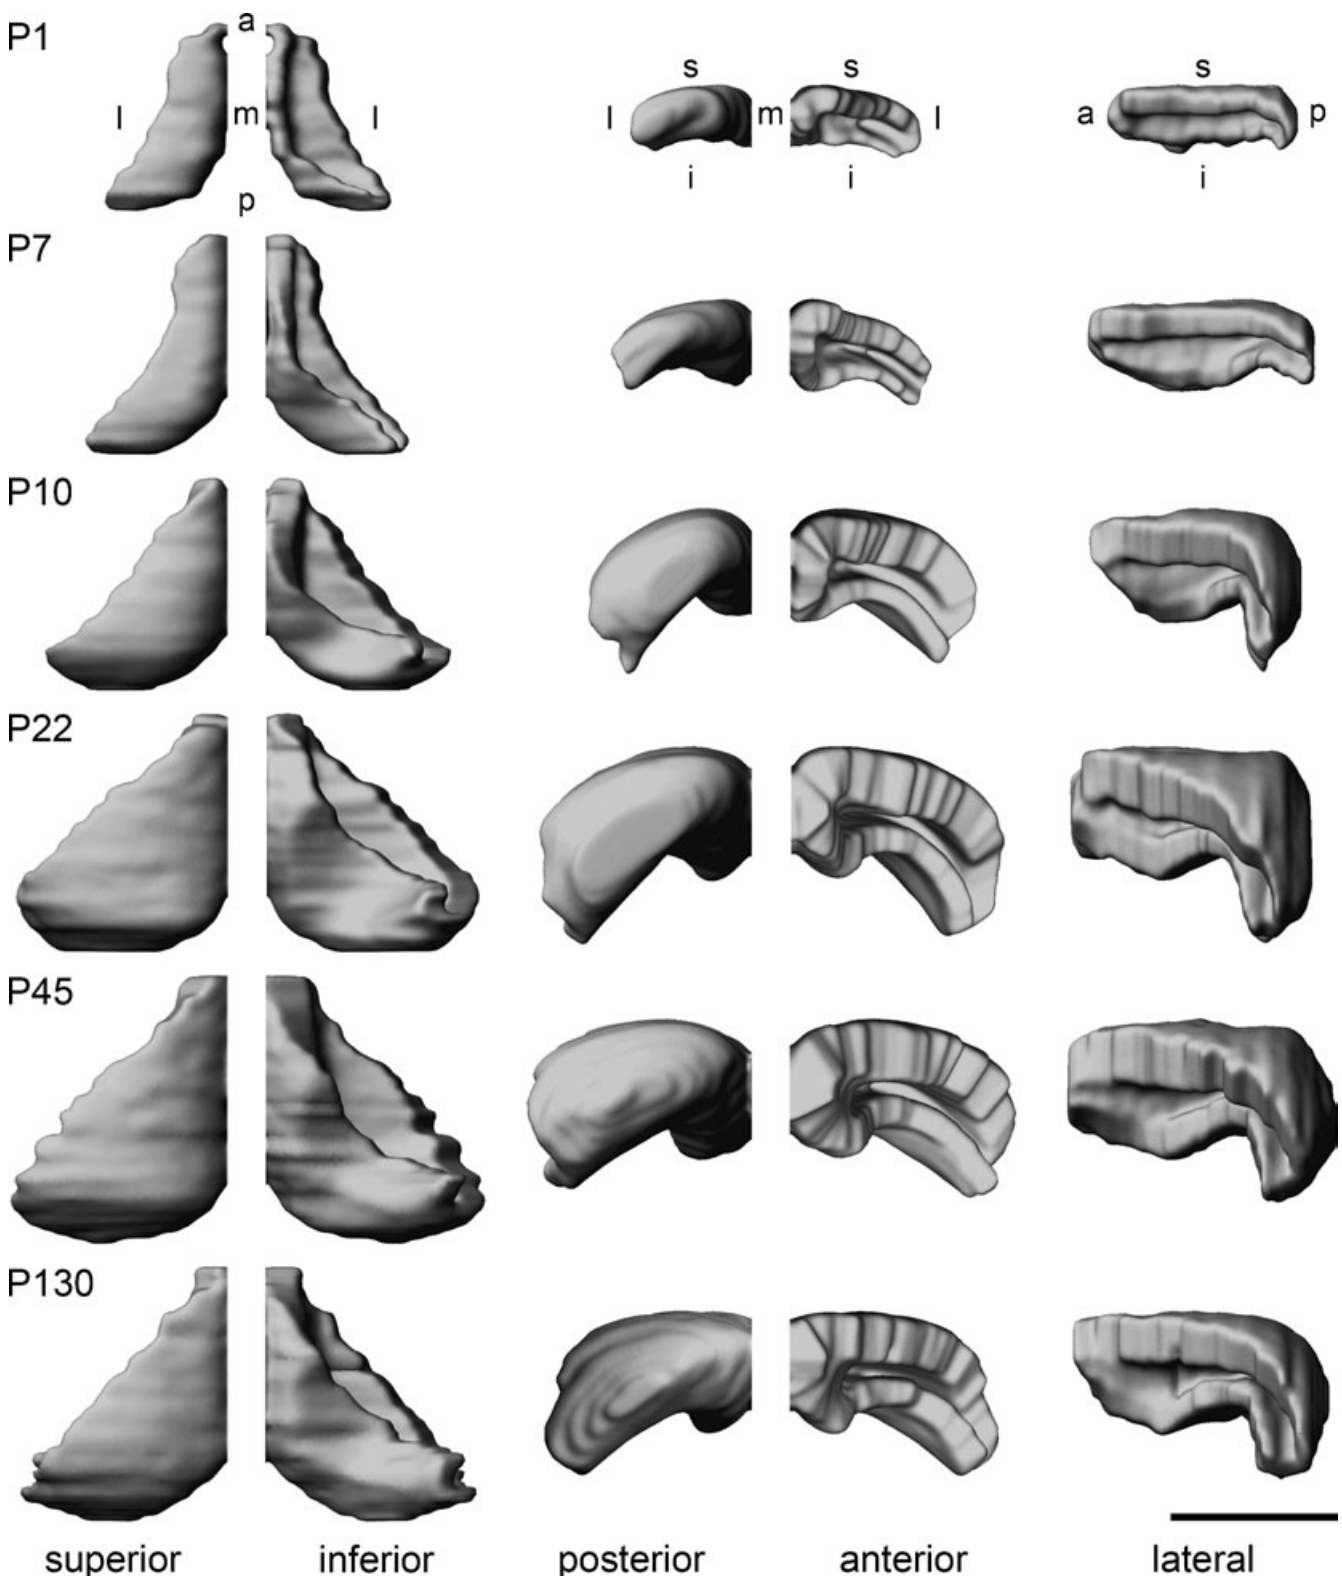 P1
a
s
s
s
l
m
l
l
m
l
a
p
i
i
i
p
P7
P10
P22
P45
P130
superior
inferior
posterior
anterior
lateral